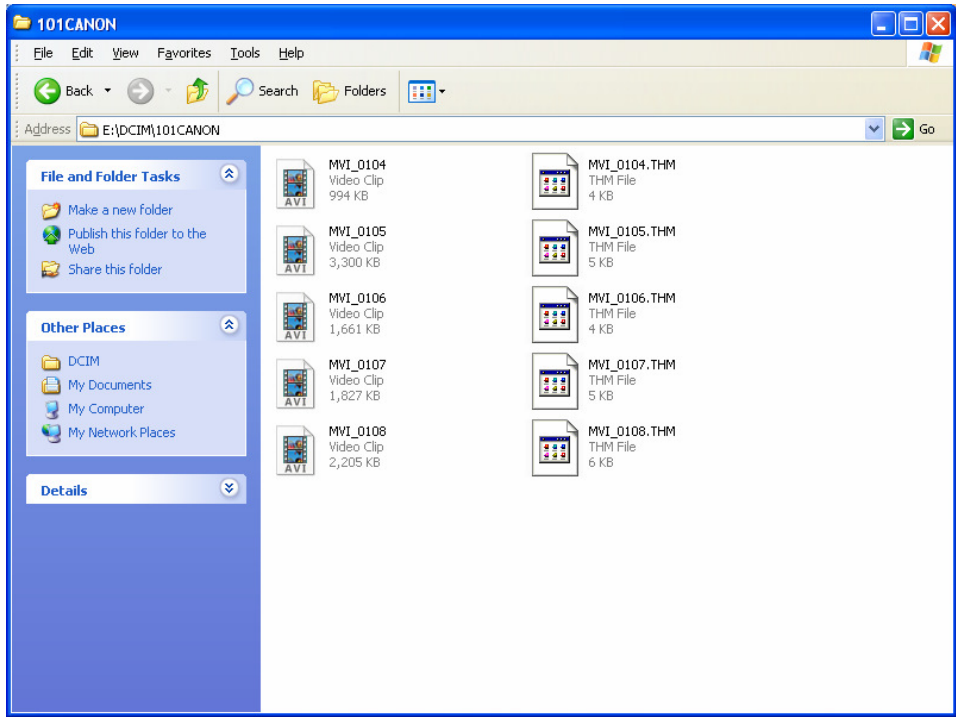 101CANON
File Edit View Favorites Tools Help
Back Search Folders
Address E:\DCIM\101CANON Go
File and Folder Tasks
Make a new folder
Publish this folder to the
Web
Share this folder
Other Places
DCIM
My Documents
My Computer
My Network Places
Details
AVI
MVI_0104
Video Clip
994 KB
MVI_0104.THM
THM File
4 KB
AVI
MVI_0105
Video Clip
3,300 KB
MVI_0105.THM
THM File
5 KB
AVI
MVI_0106
Video Clip
1,661 KB
MVI_0106.THM
THM File
4 KB
AVI
MVI_0107
Video Clip
1,827 KB
MVI_0107.THM
THM File
5 KB
AVI
MVI_0108
Video Clip
2,205 KB
MVI_0108.THM
THM File
6 KB